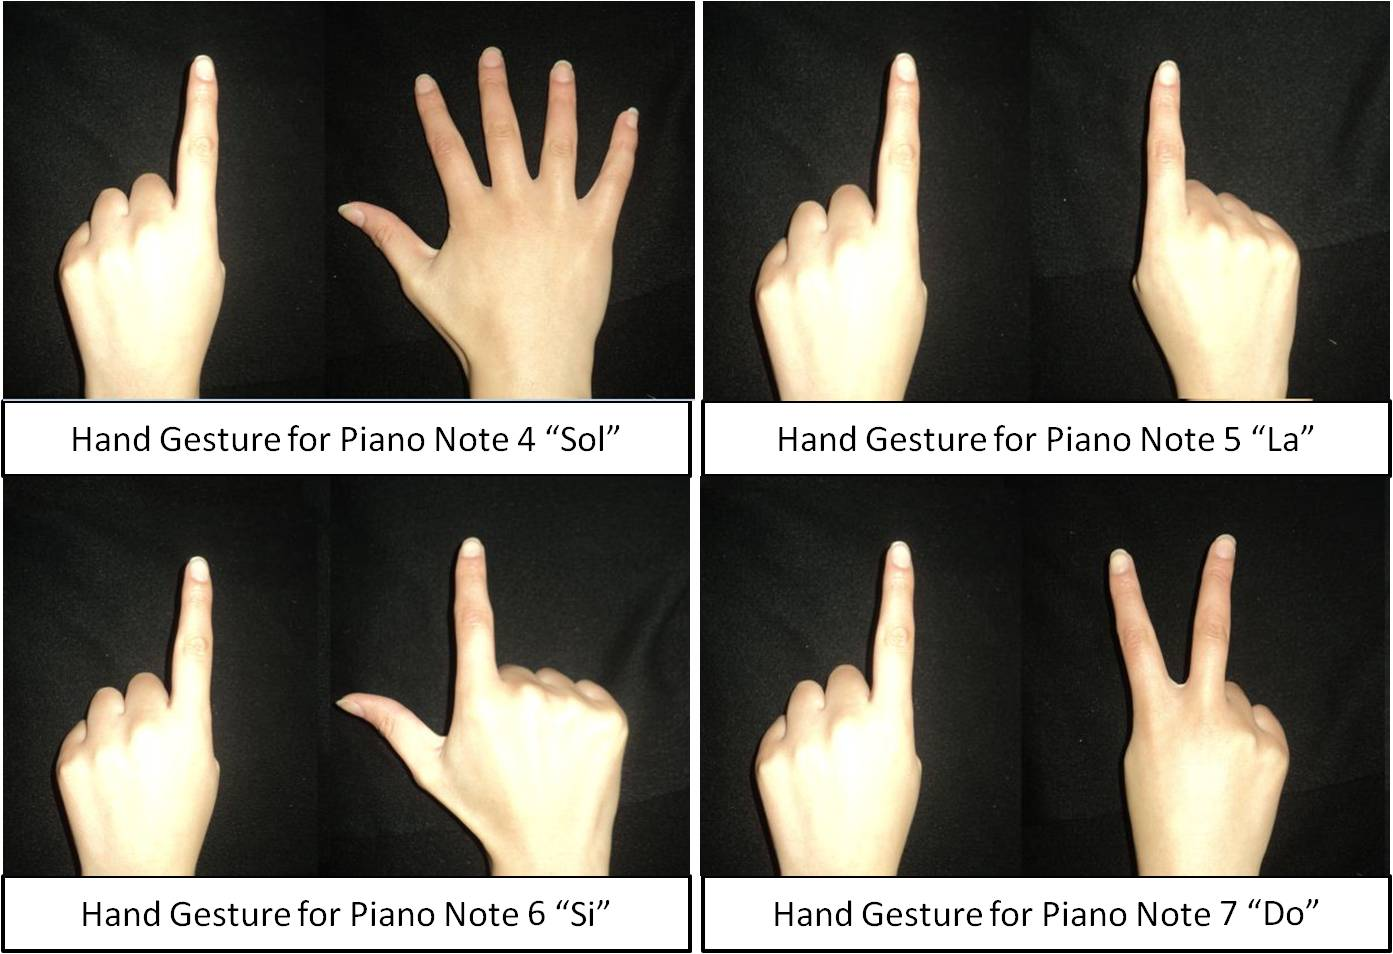 Hand Gesture for Piano Note 4 “Sol”
Hand Gesture for Piano Note 5 “La”
Hand Gesture for Piano Note 6 “Si”
Hand Gesture for Piano Note 7 “Do”